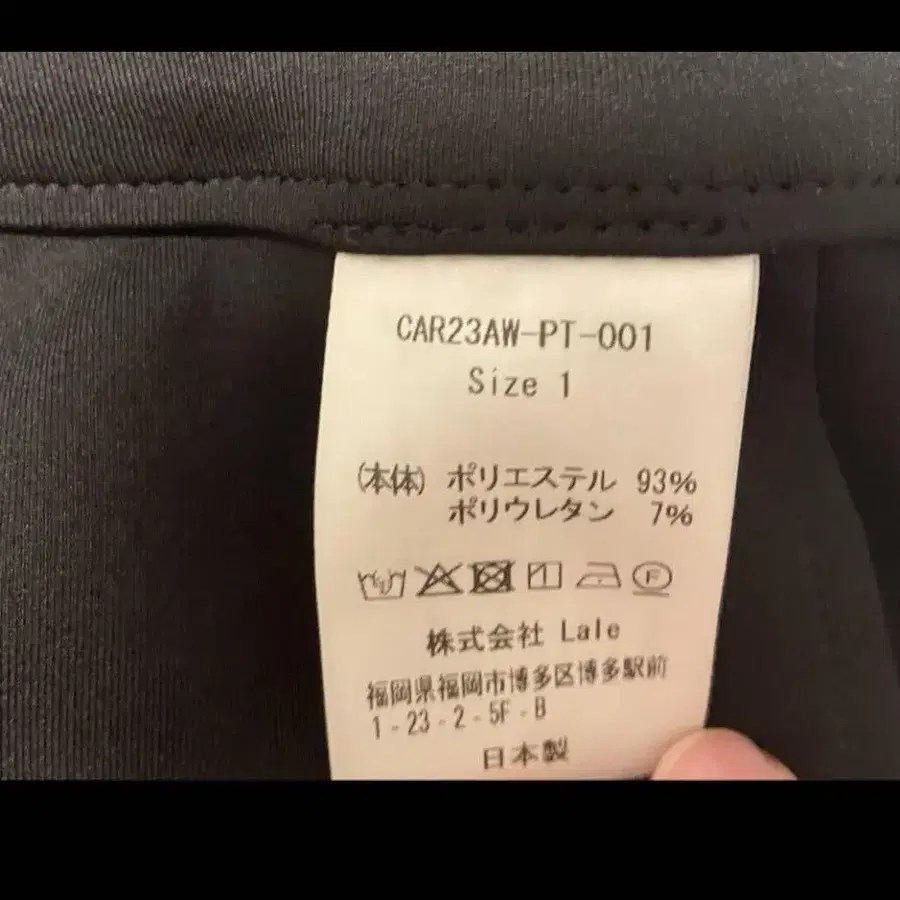 CAR23AW-PT-001
Size 1
(本体) ポリエステル 93%
ポリウレタン 7%
F
株式会社 Lale
福岡県福岡市博多区博多駅前
1-23-2-5F-B
日本製